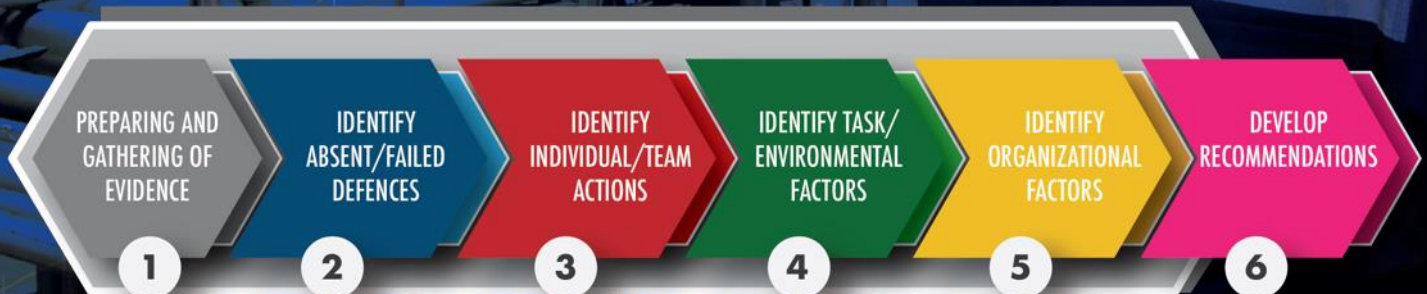 PREPARING AND
GATHERING OF
EVIDENCE
1
IDENTIFY
ABSENT/FAILED
DEFENCES
2
IDENTIFY
INDIVIDUAL/TEAM
ACTIONS
3
IDENTIFY TASK/
ENVIRONMENTAL
FACTORS
4
IDENTIFY
ORGANIZATIONAL
FACTORS
5
DEVELOP
RECOMMENDATIONS
6